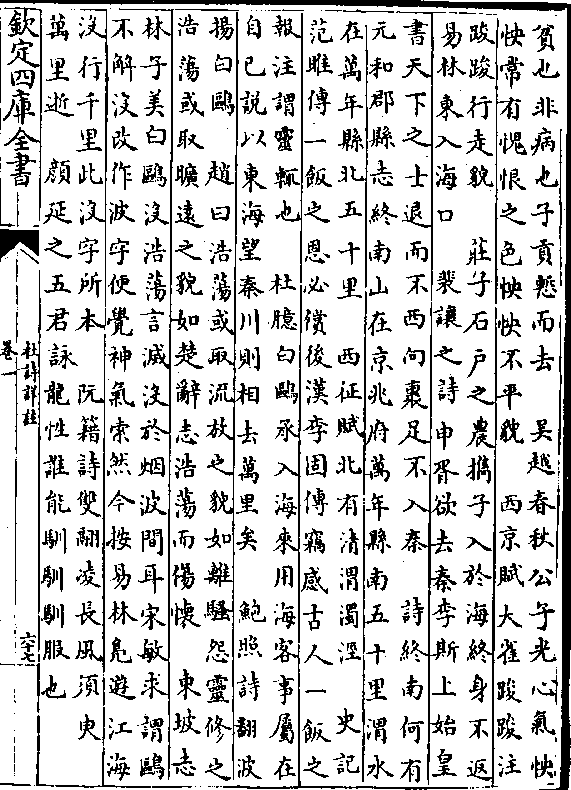 貧也非病也子貢慙而去　吳越春秋公子光心氣怏
怏常有愧恨之色怏怏不平貌　西京賦大雀踆踆注
踆踆行走貌　莊子石戶之農攜子入於海終身不返
易林東入海口　裴讓之詩申胥欲去秦李斯上始皇
書天下之士退而不西向裹足不入秦　詩終南何有
元和郡縣志終南山在京兆府萬年縣南五十里渭水
在萬年縣北五十里　西征賦北有清渭濁涇　史記
范雎傳一飯之恩必償後漢李固傳竊感古人一飯之
報注謂靈輒也　杜臆白鷗承入海來用海客事屬在
自己說以東海望秦川則相去萬里矣　鮑照詩翻波
揚白鷗　趙曰浩蕩或取流放之貌如離騷怨靈修之
浩蕩或取曠遠之貌如楚辭志浩蕩而傷懷　東坡志
林子美白鷗沒浩蕩言滅沒於烟波間耳宋敏求謂鷗
不解沒改作波字便覺神氣索然今按易林鳧遊江海
沒行千里此沒字所本　阮籍詩雙翮凌長風須臾
萬里逝　顏延之五君詠龍性誰能馴馴馴服也
欽定四庫全書
杜詩詳註
卷一
六十七